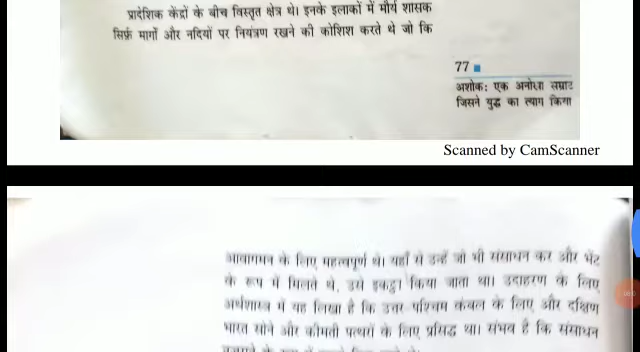 प्रादेशिक केंद्रों के बीच विस्तृत क्षेत्र थे। इनके इलाकों में मौर्य शासक
सिर्फ़ मार्गों और नदियों पर नियंत्रण रखने की कोशिश करते थे जो कि
77
अशोक: एक अनोखा सम्राट
जिसने युद्ध का त्याग किया
Scanned by CamScanner
आवागमन के लिए महत्वपूर्ण थे। यहाँ से उन्हें जो भी संसाधन कर और भेंट
के रूप में मिलते थे, उसे इकट्ठा किया जाता था। उदाहरण के लिए
अर्थशास्त्र में यह लिखा है कि उत्तर-पश्चिम कंबल के लिए और दक्षिण
भारत सोने और कीमती पत्थरों के लिए प्रसिद्ध था। संभव है कि संसाधन